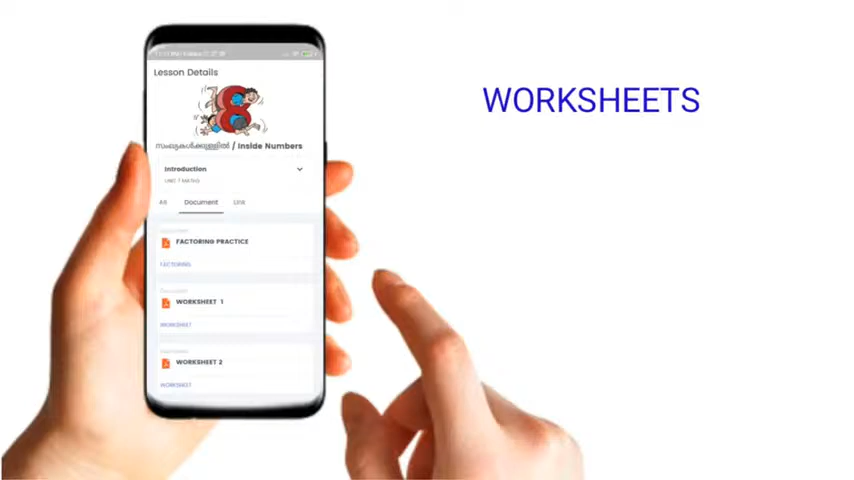 WORKSHEETS
Lesson Details
സംഖ്യകൾക്കുള്ളിൽ / Inside Numbers
Introduction
All Document Link
FACTORING PRACTICE
FACTORING
WORKSHEET 1
WORKSHEET
WORKSHEET 2
WORKSHEET